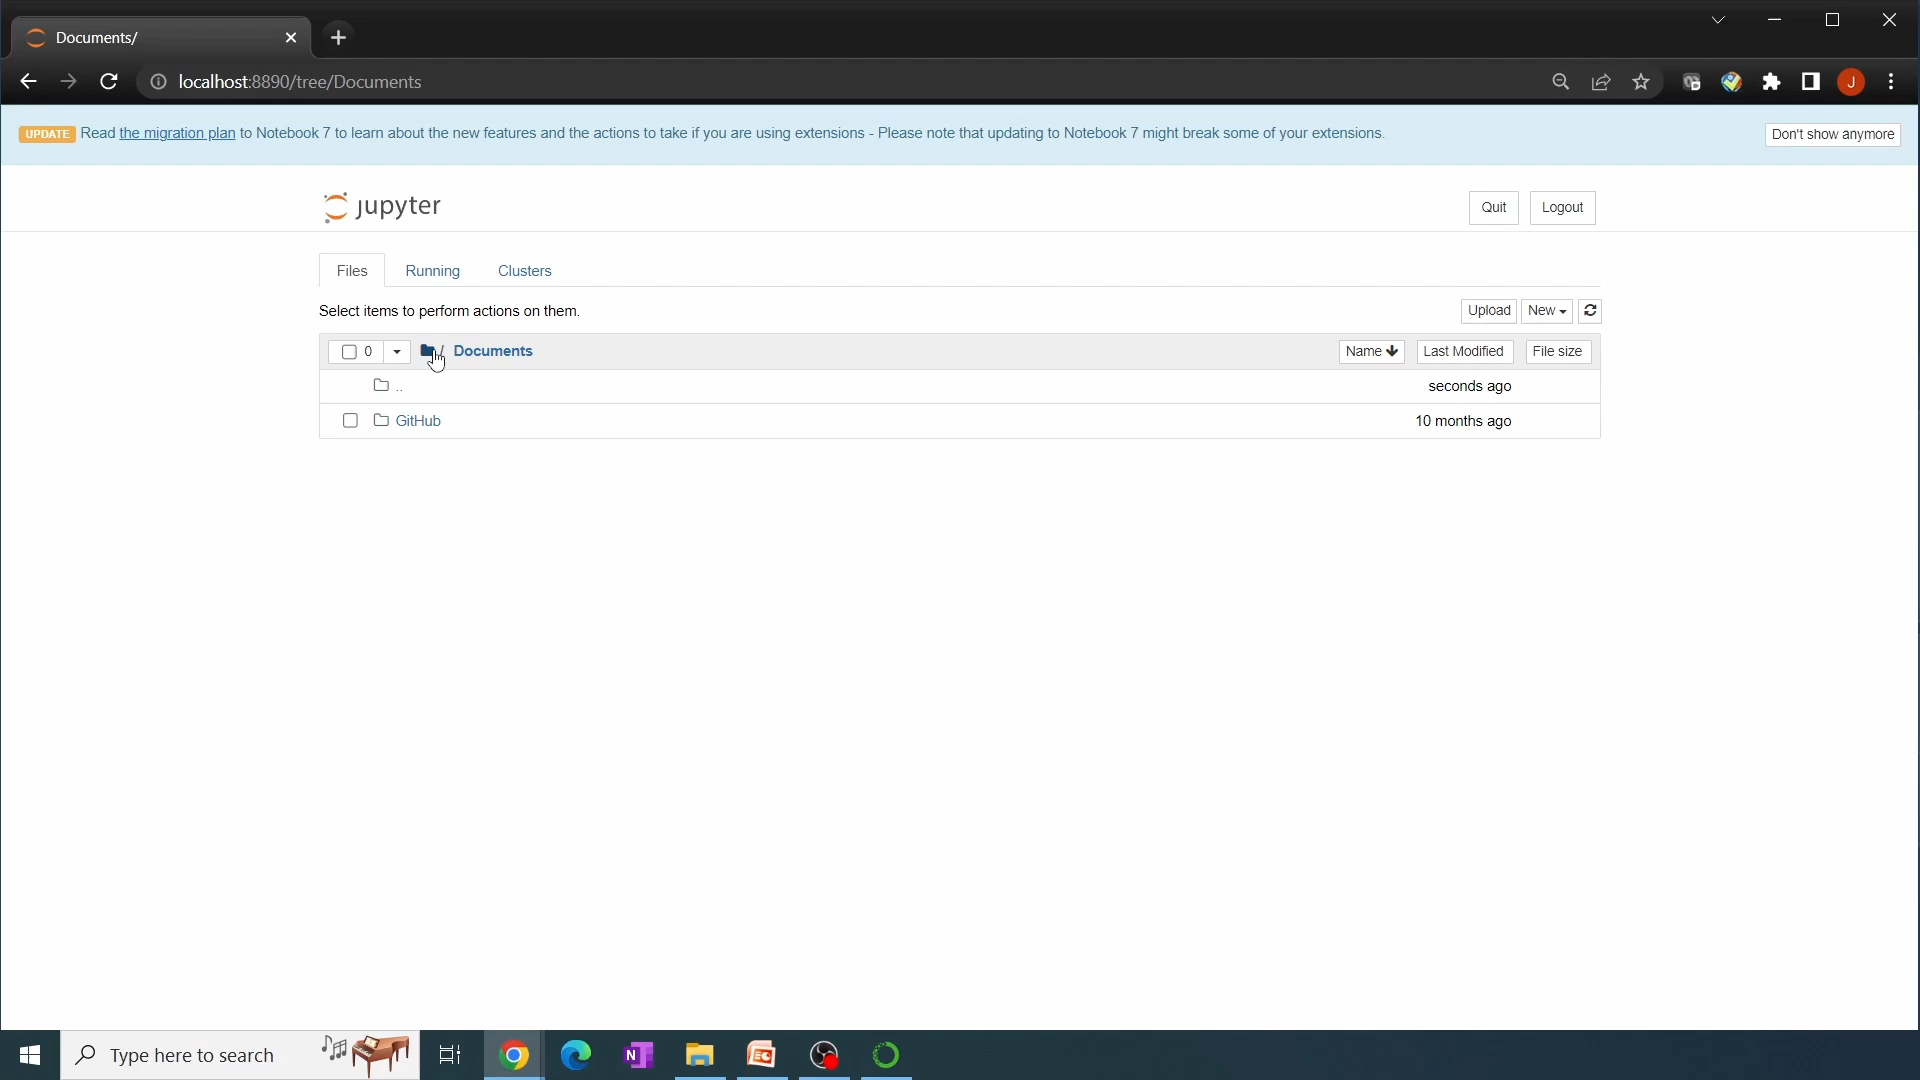 Documents/
localhost:8890/tree/Documents
J
UPDATE Read the migration plan to Notebook 7 to learn about the new features and the actions to take if you are using extensions - Please note that updating to Notebook 7 might break some of your extensions.
Don't show anymore
jupyter
Quit
Logout
Files
Running
Clusters
Select items to perform actions on them.
Upload
New
0
/
Documents
Name
Last Modified
File size
..
seconds ago
GitHub
10 months ago
Type here to search